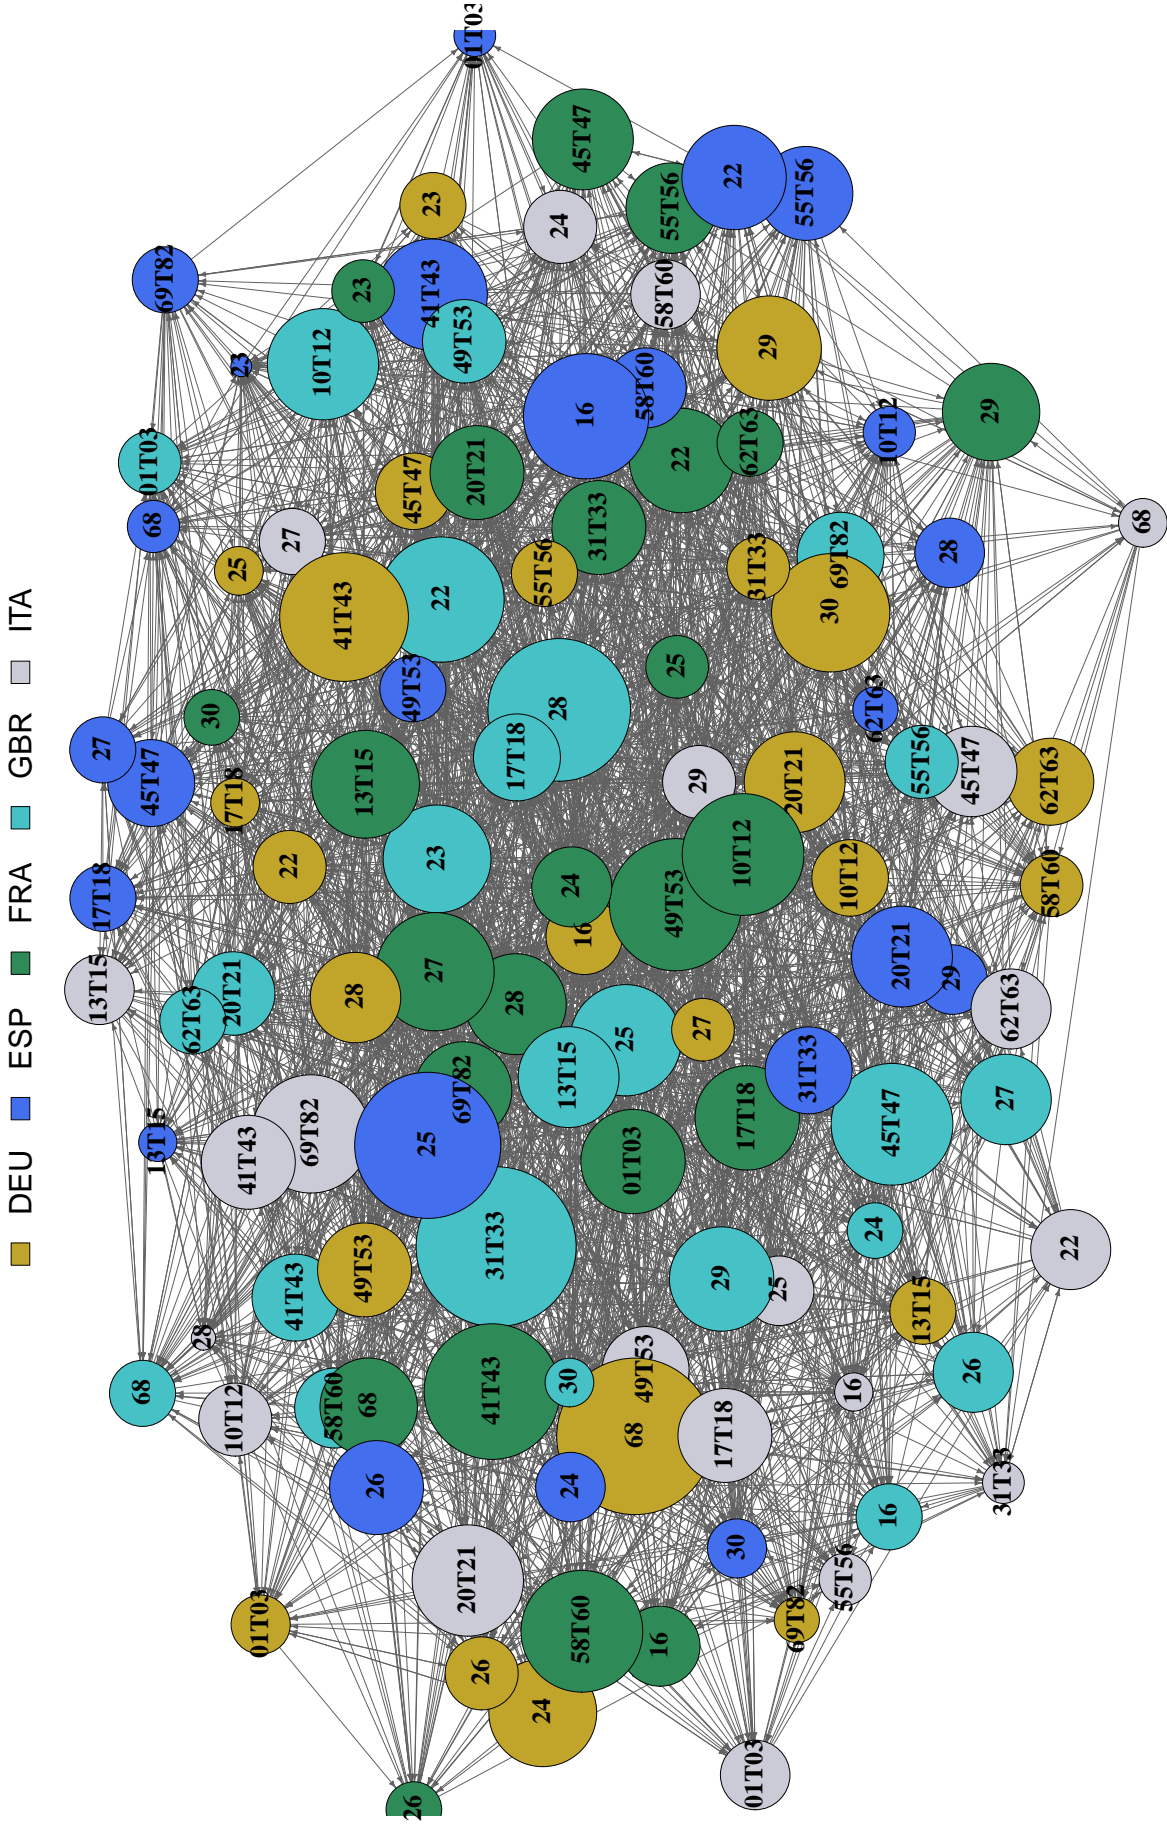 DEU ESP FRA GBR ITA
13T15
17T18
27
68
13T15
45T47
68
01T03
69T82
62T63
28
30
10T12
20T21
17T18
25
23
41T43
01T03
22
27
41T43
69T82
10T12
58T60
41T43
28
49T53
13T15
23
68
26
26
49T53
45T47
25
41T43
23
27
23
22
69T82
49T53
20T21
20T21
01T03
26
41T43
31T33
28
17T18
24
55T56
28
24
30
13T15
24
24
58T60
16
16
45T47
31T33
25
68
01T03
49T53
58T60
16
58T60
49T53
25
22
55T56
27
29
17T18
29
30
22
17T18
10T12
62T63
01T03
31T33
29
25
20T21
69T82
31T33
55T56
30
69T82
55T56
10T12
16
24
62T63
16
45T47
10T12
20T21
13T15
55T56
29
28
26
45T47
29
31T33
27
62T63
58T60
62T63
22
68